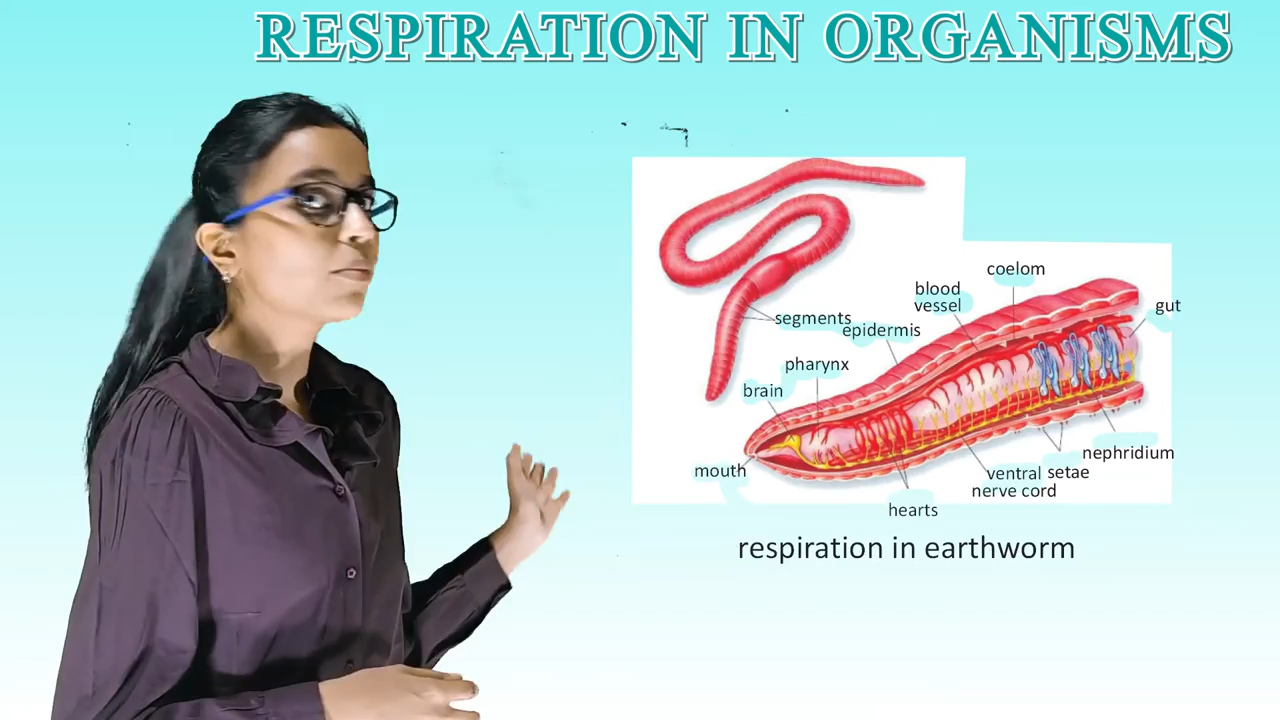 RESPIRATION IN ORGANISMS
coelom
blood
vessel
gut
segments
epidermis
pharynx
brain
mouth
nephridium
ventral setae
nerve cord
hearts
respiration in earthworm